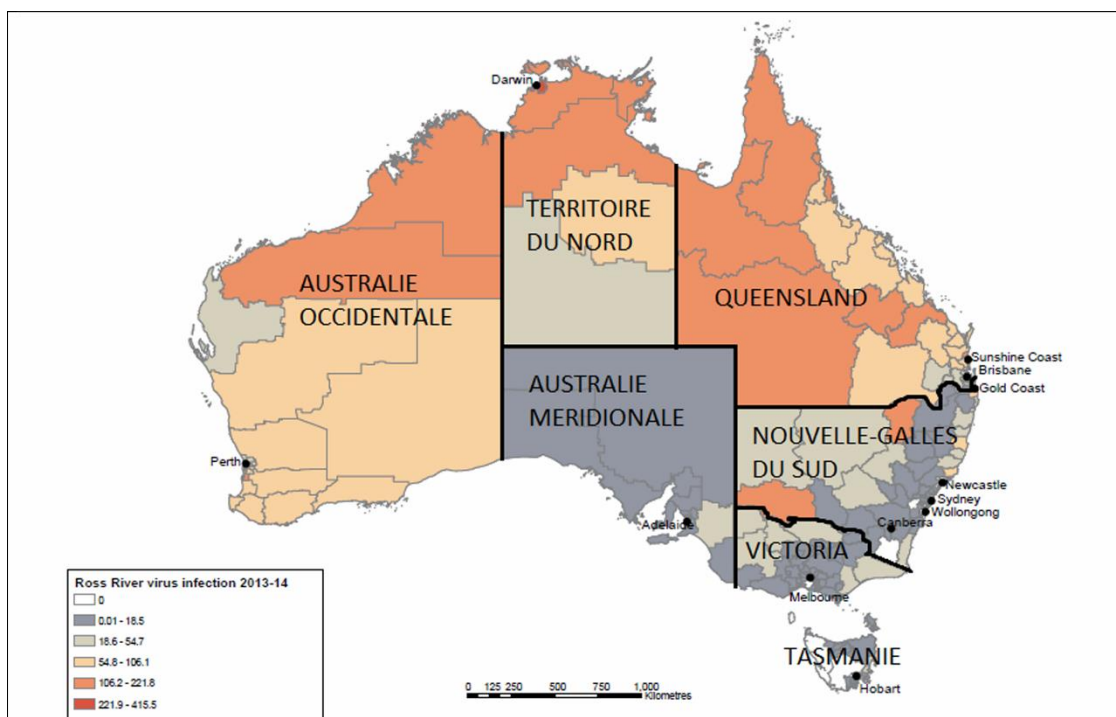 Darwin
TERRITOIRE
DU NORD
AUSTRALIE
OCCIDENTALE
QUEENSLAND
Sunshine Coast
Brisbane
Gold Coast
AUSTRALIE
MERIDIONALE
NOUVELLE-GALLES
DU SUD
Perth
Newcastle
Sydney
Wollongong
Canberra
Adelaide
VICTORIA
Melbourne
TASMANIE
Hobart
Ross River virus infection 2013-14
0
0.01 - 18.5
18.6 - 54.7
54.8 - 106.1
106.2 - 221.8
221.9 - 415.5
0 125 250 500 750 1,000
Kilometres